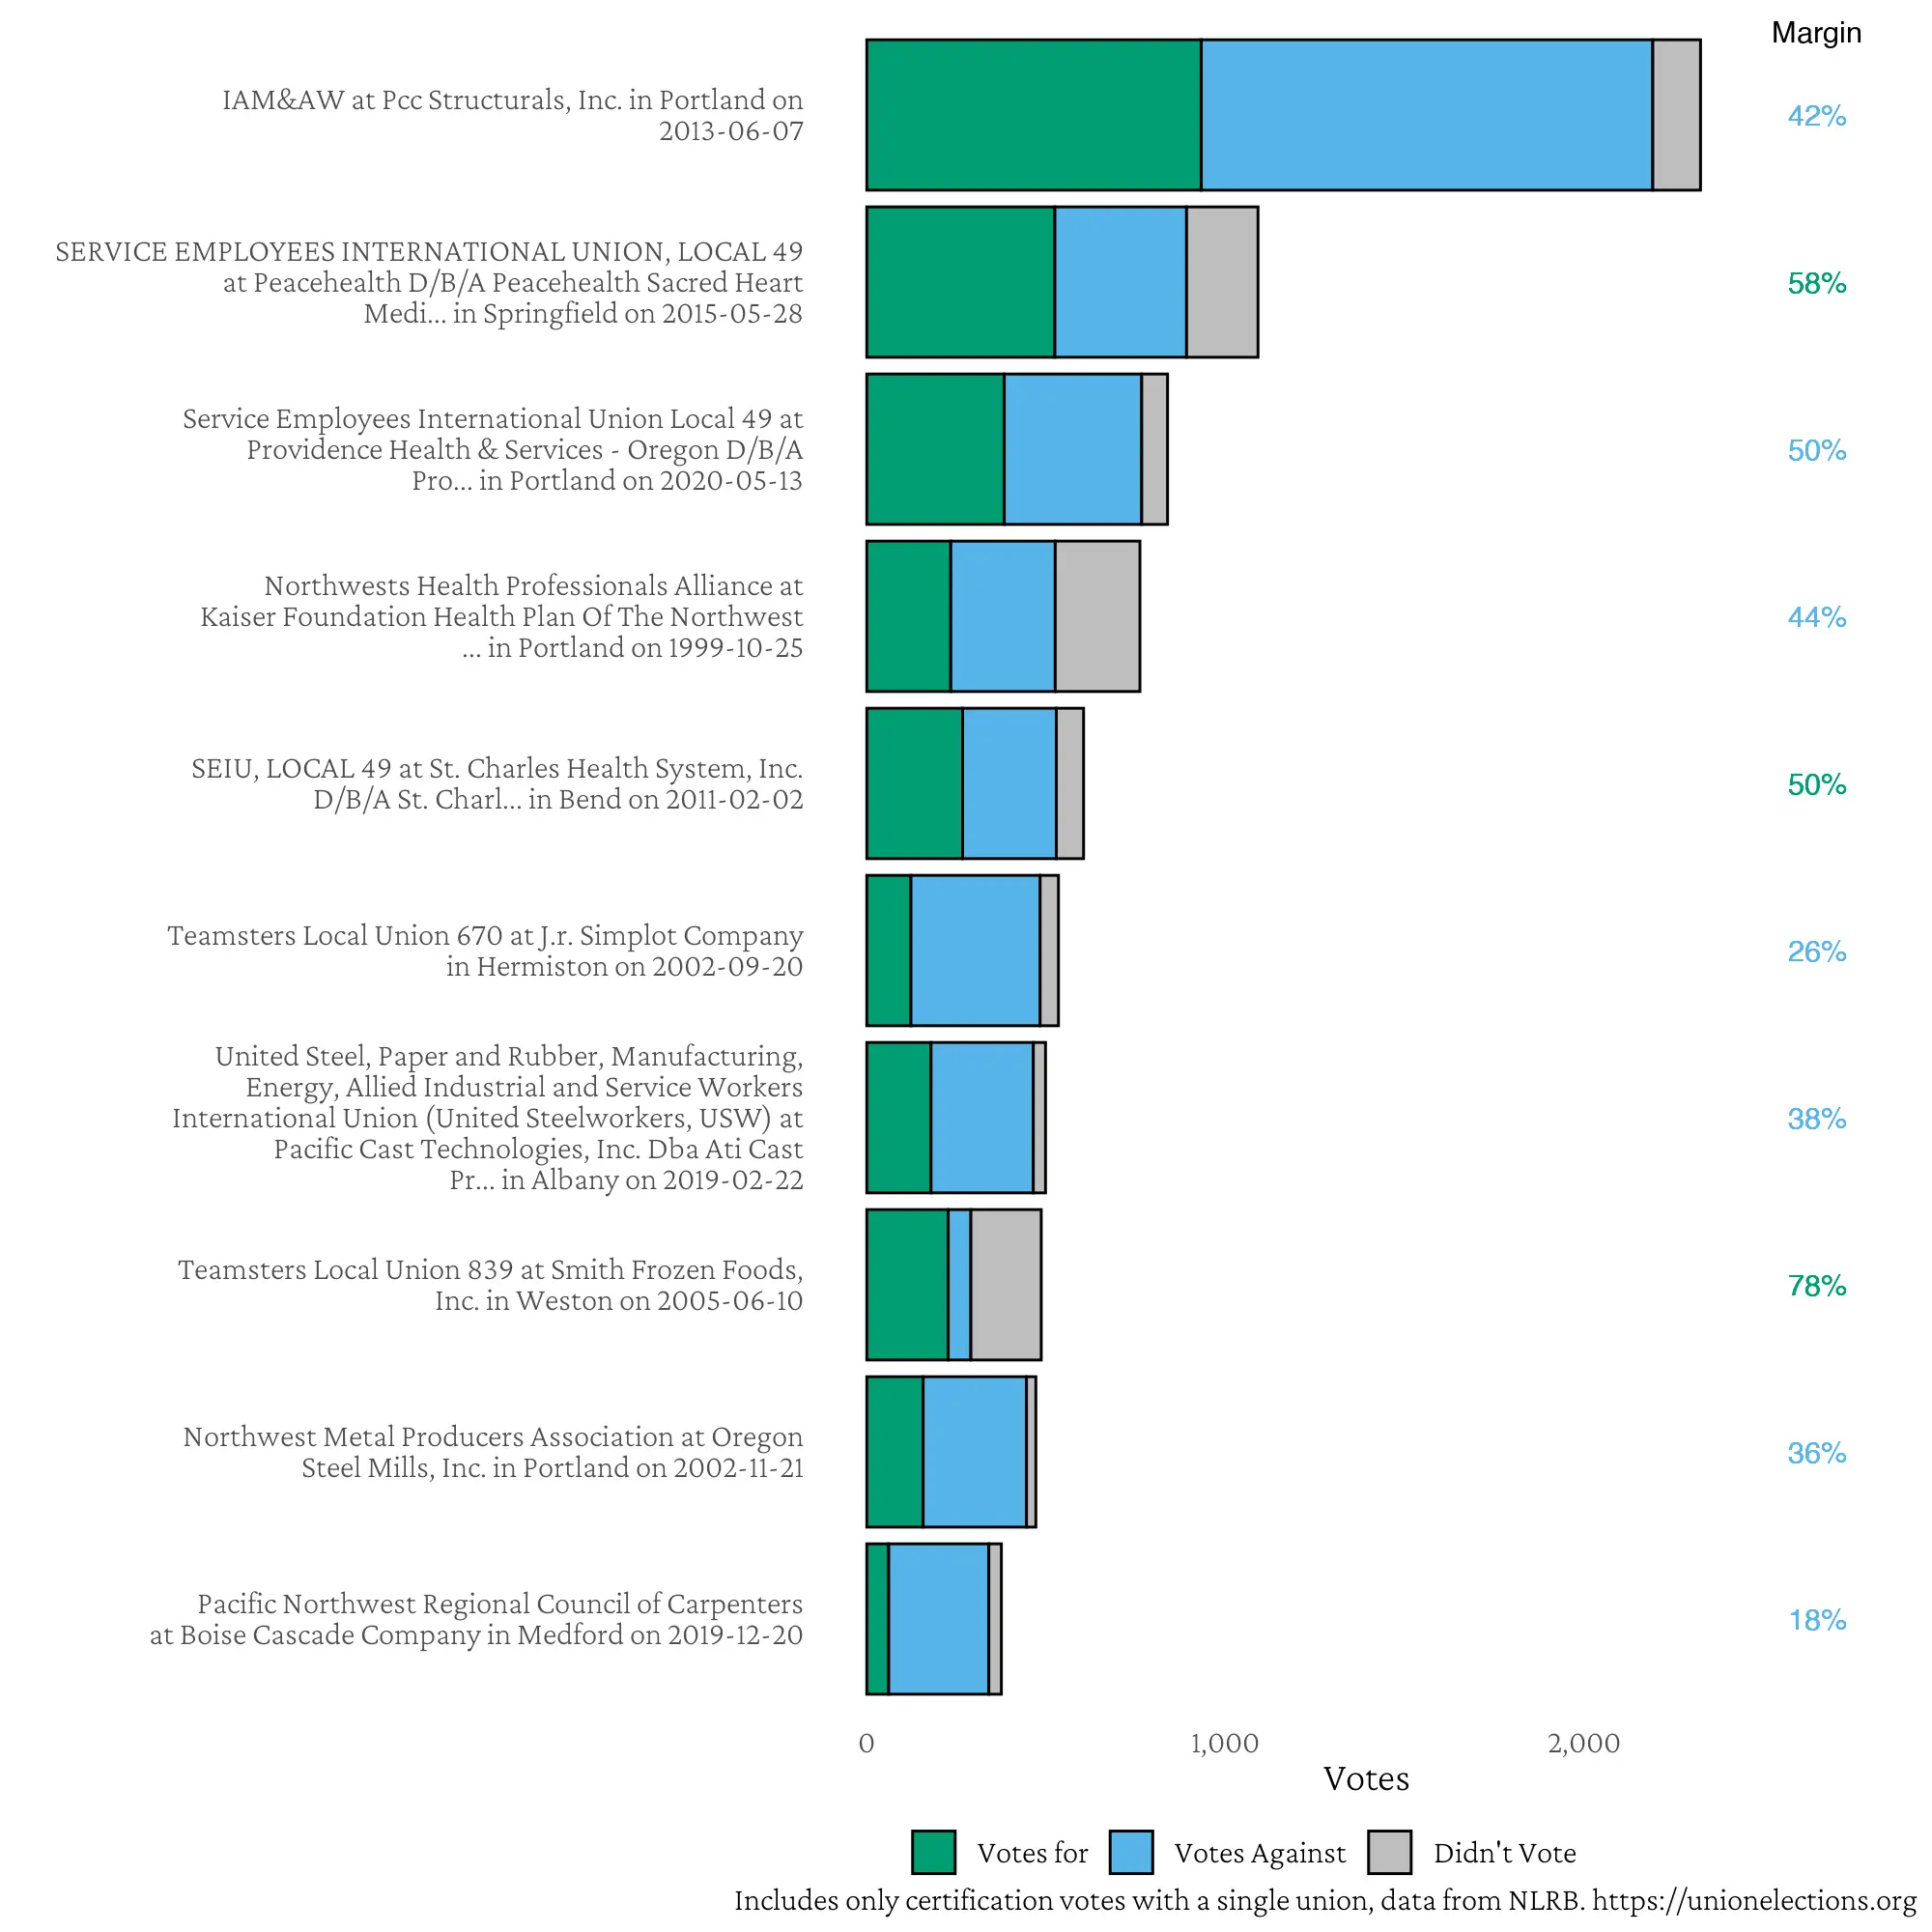 Margin
IAM&AW at Pcc Structurals, Inc. in Portland on
2013-06-07
42%
SERVICE EMPLOYEES INTERNATIONAL UNION, LOCAL 49
at Peacehealth D/B/A Peacehealth Sacred Heart
Medi... in Springfield on 2015-05-28
58%
Service Employees International Union Local 49 at
Providence Health & Services - Oregon D/B/A
Pro... in Portland on 2020-05-13
50%
Northwests Health Professionals Alliance at
Kaiser Foundation Health Plan Of The Northwest
... in Portland on 1999-10-25
44%
SEIU, LOCAL 49 at St. Charles Health System, Inc.
D/B/A St. Charl... in Bend on 2011-02-02
50%
Teamsters Local Union 670 at J.r. Simplot Company
in Hermiston on 2002-09-20
26%
United Steel, Paper and Rubber, Manufacturing,
Energy, Allied Industrial and Service Workers
International Union (United Steelworkers, USW) at
Pacific Cast Technologies, Inc. Dba Ati Cast
Pr... in Albany on 2019-02-22
38%
Teamsters Local Union 839 at Smith Frozen Foods,
Inc. in Weston on 2005-06-10
78%
Northwest Metal Producers Association at Oregon
Steel Mills, Inc. in Portland on 2002-11-21
36%
Pacific Northwest Regional Council of Carpenters
at Boise Cascade Company in Medford on 2019-12-20
18%
0 1,000 2,000
Votes
Votes for Votes Against Didn't Vote
Includes only certification votes with a single union, data from NLRB. https://unionelections.org